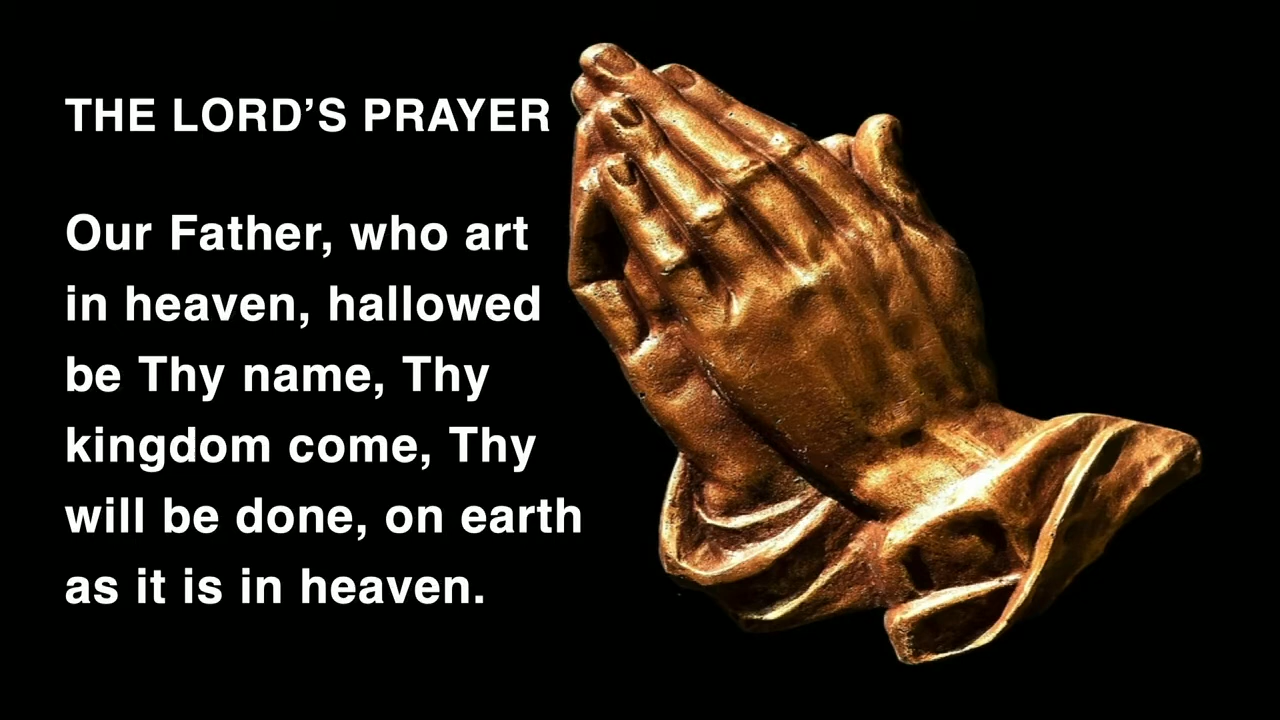 THE LORD’S PRAYER
Our Father, who art
in heaven, hallowed
be Thy name, Thy
kingdom come, Thy
will be done, on earth
as it is in heaven.